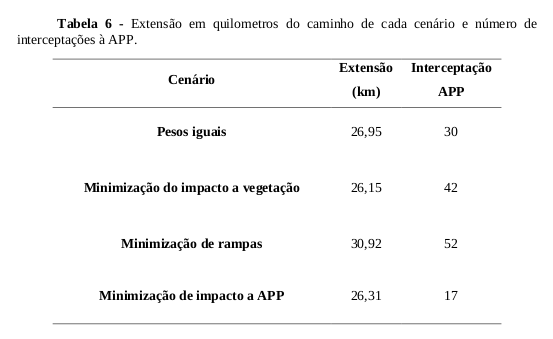 Tabela 6 - Extensão em quilometros do caminho de cada cenário e número de
interceptações à APP.
Cenário Extensão (km) Interceptação APP
Pesos iguais 26,95 30
Minimização do impacto a vegetação 26,15 42
Minimização de rampas 30,92 52
Minimização de impacto a APP 26,31 17